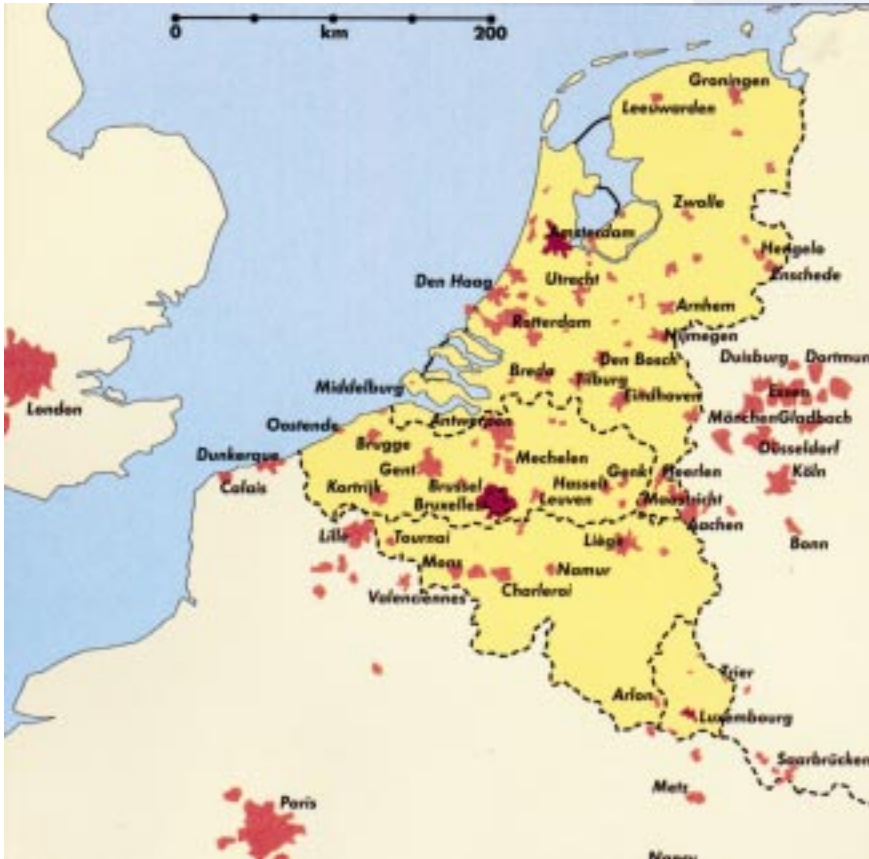 0 200
km
Groningen
Leeuwarden
Zwolle
Amsterdam
Hengelo
Enschede
Den Haag
Utrecht
Arnhem
Rotterdam
Nijmegen
Den Bosch
Duisburg
Dortmun
Breda
Tilburg
Middelburg
Eindhoven
Essen
London
MönchenGladbach
Oostende
Antwerpen
Brugge
Düsseldorf
Dunkerque
Mechelen
Gent
Genk
Heerlen
Köln
Calais
Kortrijk
Brussel
Hasselt
Bruxelles
Leuven
Maastricht
Aachen
Lille
Tournai
Liège
Bonn
Mons
Namur
Valenciennes
Charleroi
Trier
Arlon
Luxembourg
Saarbrücken
Metz
Paris
Nancy